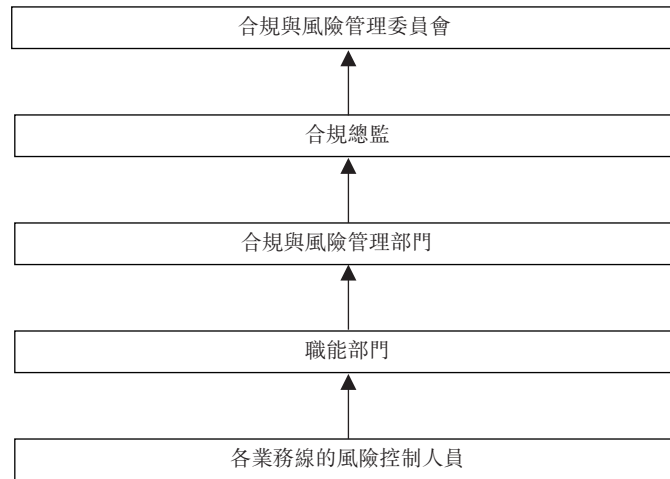 合規與風險管理委員會
合規總監
合規與風險管理部門
職能部門
各業務線的風險控制人員